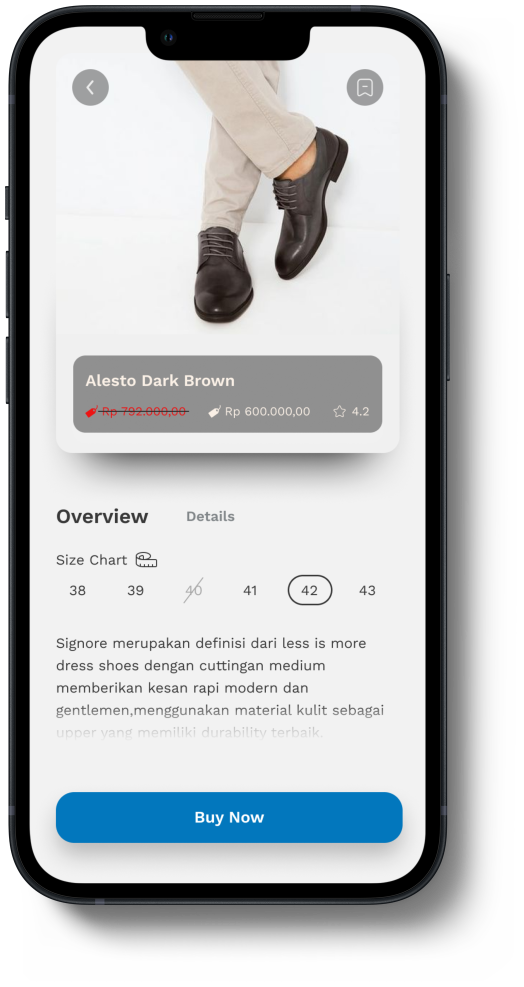 Alesto Dark Brown
Rp 792.000,00 Rp 600.000,00 4.2
Overview Details
Size Chart
38 39 40 41 42 43
Signore merupakan definisi dari less is more
dress shoes dengan cuttingan medium
memberikan kesan rapi modern dan
gentlemen,menggunakan material kulit sebagai
upper yang memiliki durability terbaik.
Buy Now